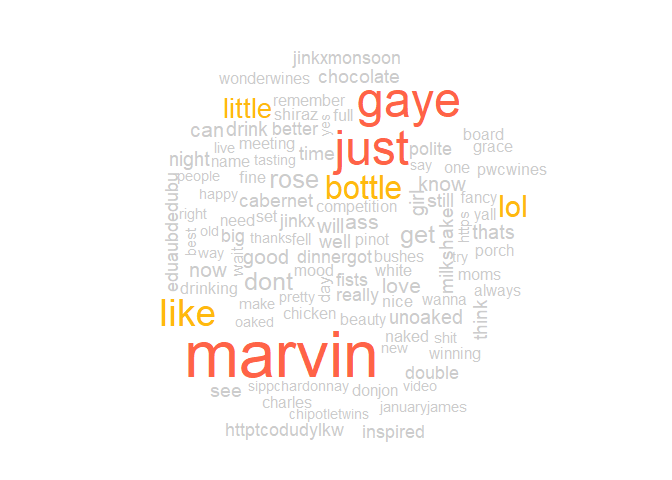 jinkxmonsoon
wonderwines chocolate
little remember gaye
shiraz full
can drink better yes just polite board
live meeting grace
night name tasting time say one pwcwines
people fine rose bottle know
happy cabernet competition girl still fancy lol
right need set jinkx will ass yall
eduaubdedubu old big thanks fell well pinot get milkshake https thats
best way walt good dinner got bushes try porch
now dont mood day fists white love moms
drinking really always
make pretty nice wanna
oaked chicken beauty unoaked think
like naked shit
marvin new winning
double
see sippchardonnay donjon video
charles januaryjames
chipotletwins
httptcodudylkw inspired